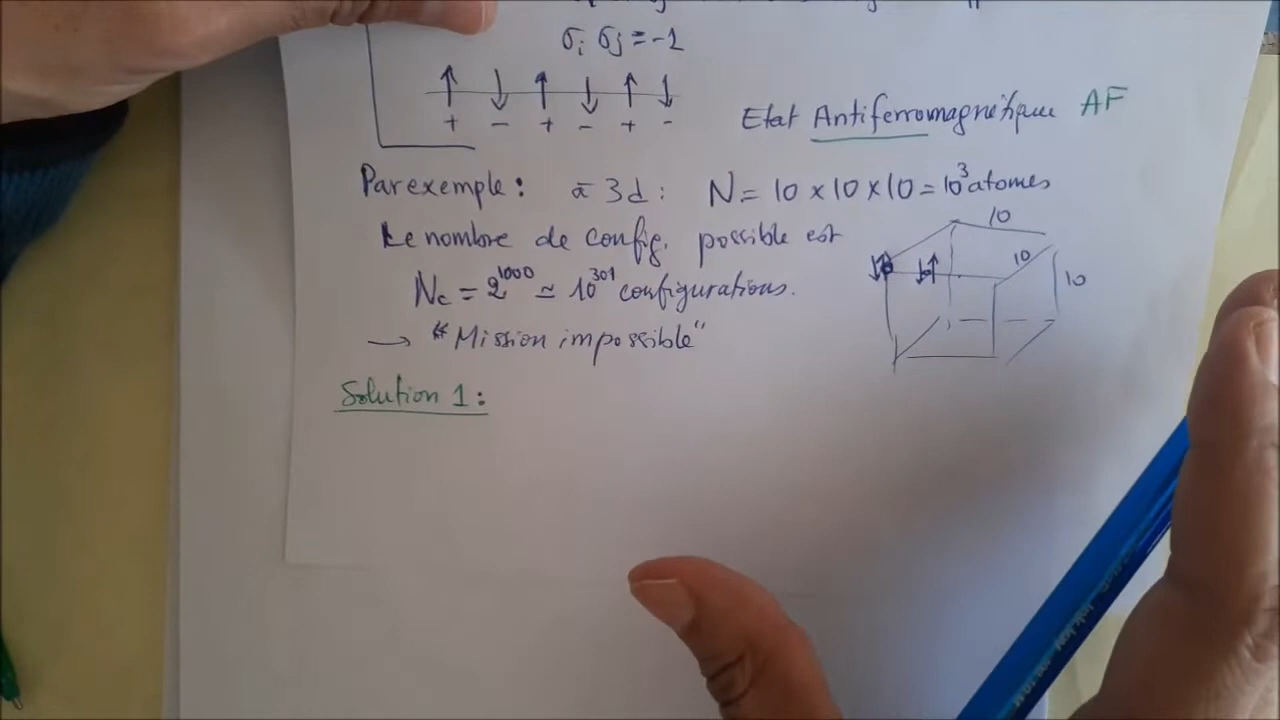 σi σj = -1
+ - + - + -
Etat Antiferromagnétique AF
Par exemple : à 3d : N = 10 × 10 × 10 = 10³ atomes
Le nombre de config. possible est
10
10
10
Nc = 2¹⁰⁰⁰ ≃ 10³⁰¹ configurations.
→ "Mission impossible"
Solution 1 :